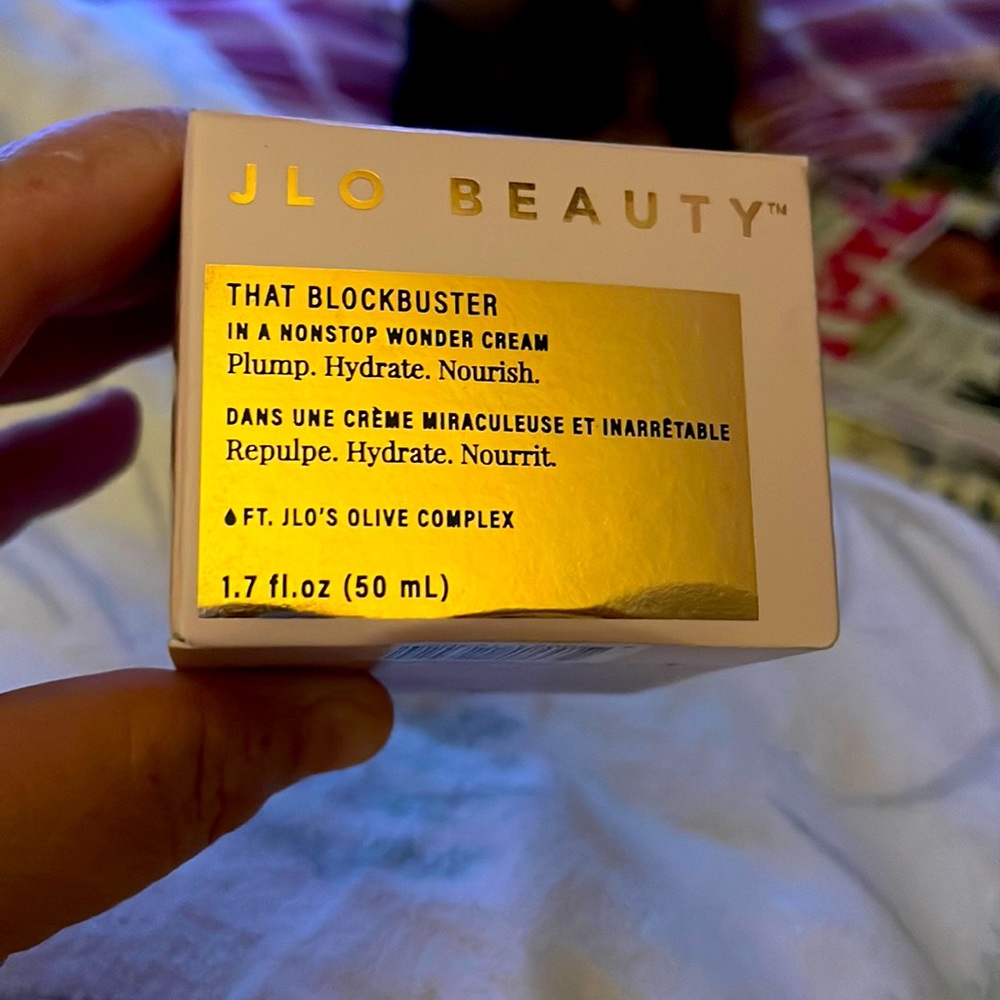 JLO BEAUTY™
THAT BLOCKBUSTER
IN A NONSTOP WONDER CREAM
Plump. Hydrate. Nourish.
DANS UNE CRÈME MIRACULEUSE ET INARRÊTABLE
Repulpe. Hydrate. Nourrit.
FT. JLO'S OLIVE COMPLEX
1.7 fl.oz (50 mL)